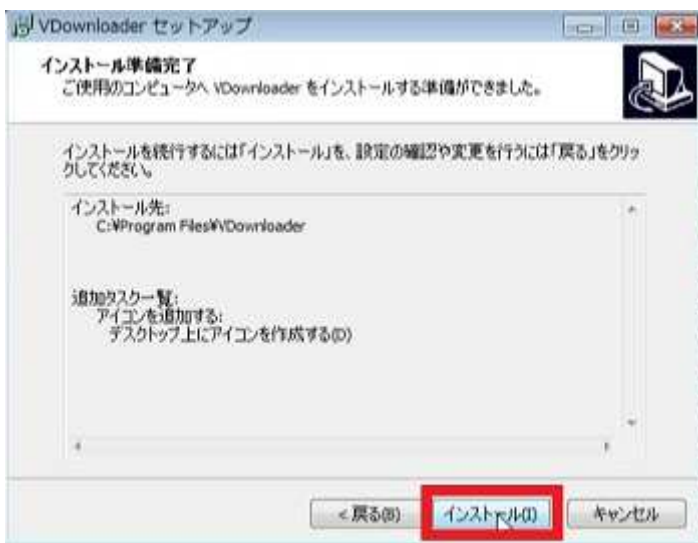 VDownloader セットアップ
インストール準備完了
ご使用のコンピュータへ VDownloader をインストールする準備ができました。
インストールを続行するには「インストール」を、設定の確認や変更を行うには「戻る」をクリッ
クしてください。
インストール先:
C:¥Program Files¥VDownloader
追加タスク一覧:
アイコンを追加する:
デスクトップ上にアイコンを作成する(D)
< 戻る(B)
インストール(I)
キャンセル